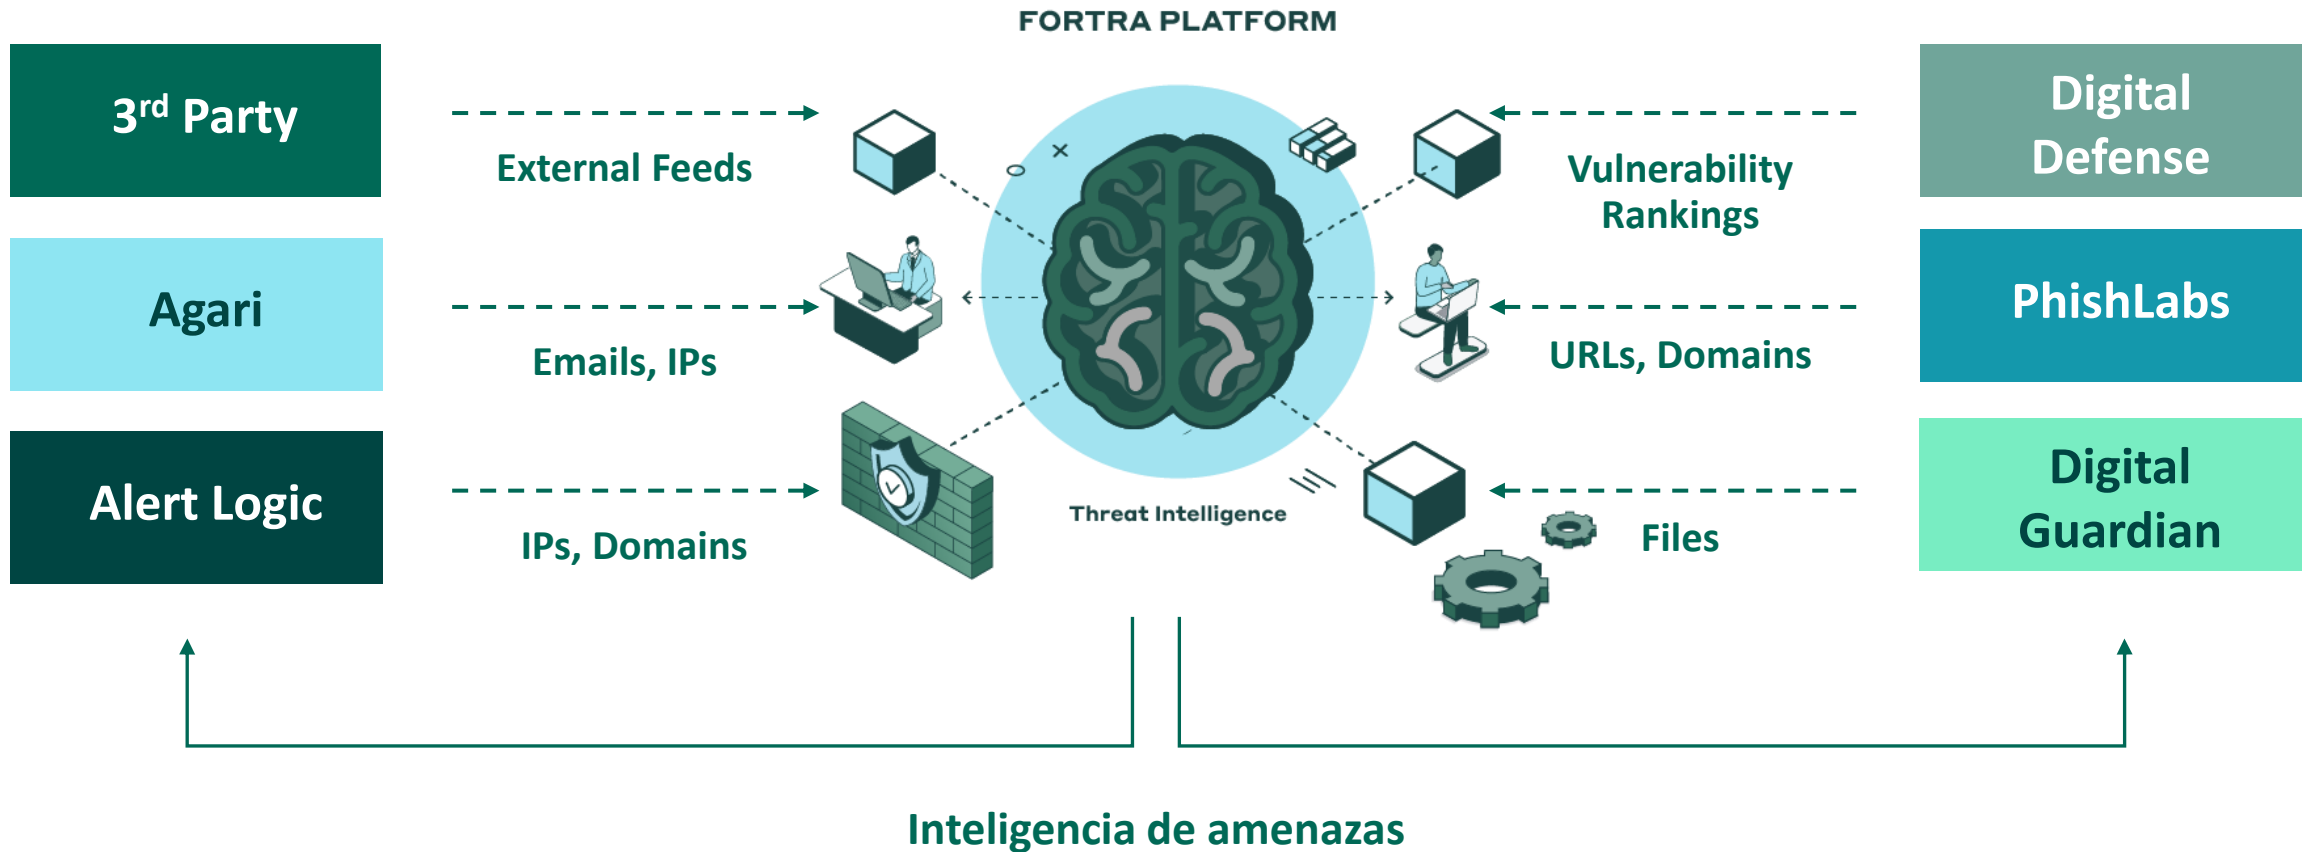 FORTRA PLATFORM
3rd Party
External Feeds
Agari
Emails, IPs
Alert Logic
IPs, Domains
Threat Intelligence
Vulnerability
Rankings
Digital
Defense
URLs, Domains
PhishLabs
Files
Digital
Guardian
Inteligencia de amenazas